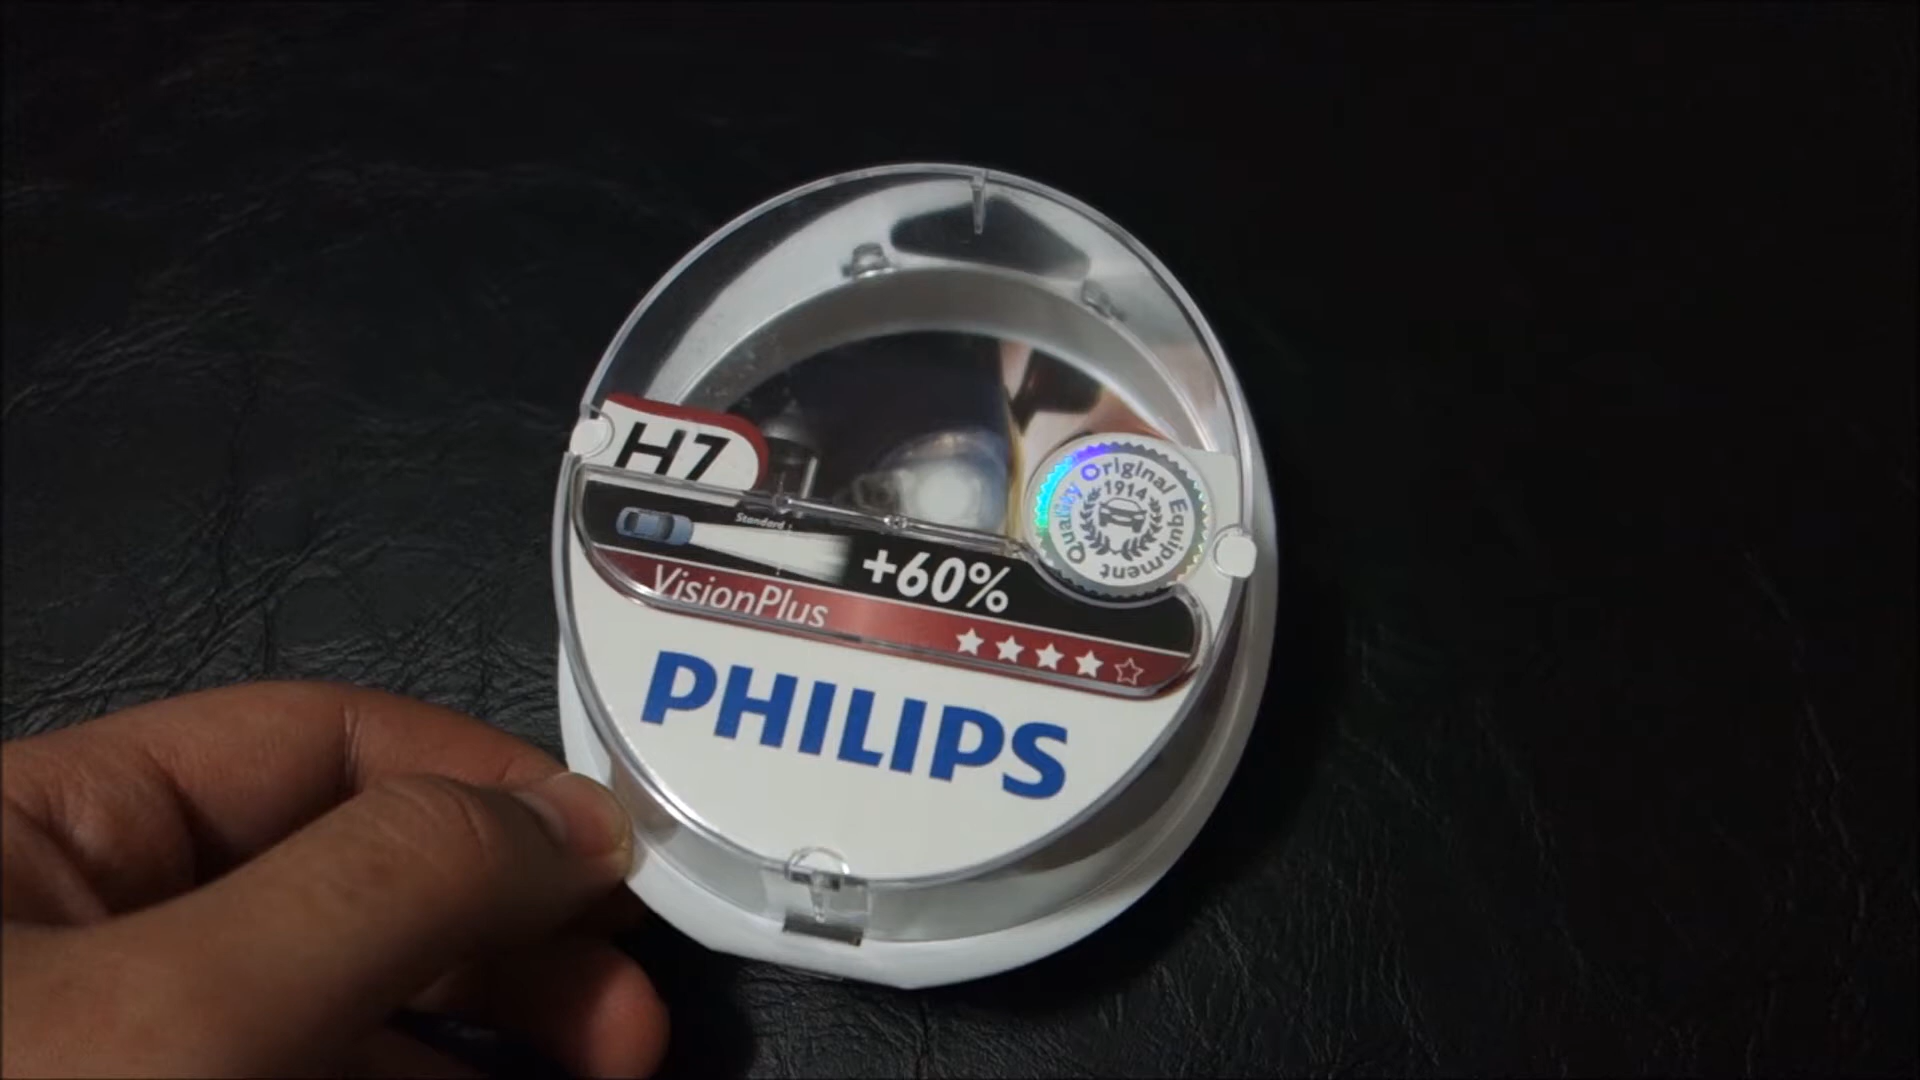 H7
Standard
+60%
VisionPlus
PHILIPS
Quality Original Equipment
1914